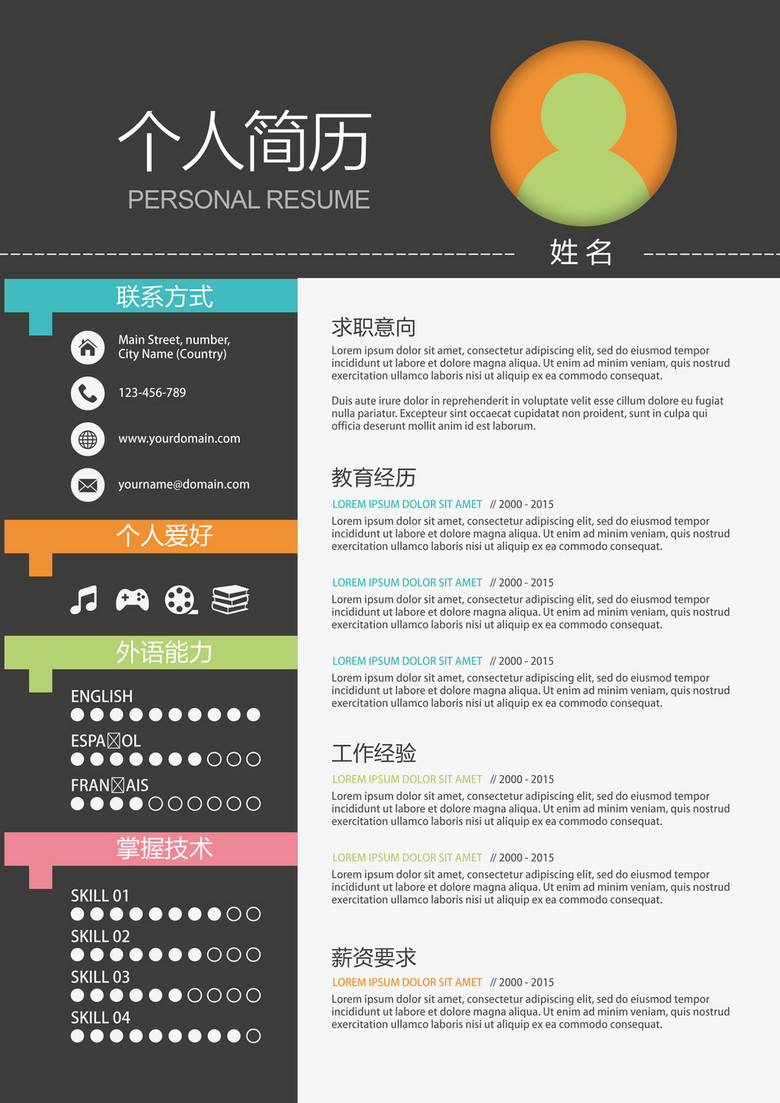 个人简历
PERSONAL RESUME
姓名
联系方式
Main Street, number,
City Name (Country)
123-456-789
www.yourdomain.com
yourname@domain.com
个人爱好
外语能力
ENGLISH
ESPA☒OL
FRAN☒AIS
掌握技术
SKILL 01
SKILL 02
SKILL 03
SKILL 04
求职意向
Lorem ipsum dolor sit amet, consectetur adipiscing elit, sed do eiusmod tempor
incididunt ut labore et dolore magna aliqua. Ut enim ad minim veniam, quis nostrud
exercitation ullamco laboris nisi ut aliquip ex ea commodo consequat.
Duis aute irure dolor in reprehenderit in voluptate velit esse cillum dolore eu fugiat
nulla pariatur. Excepteur sint occaecat cupidatat non proident, sunt in culpa qui
officia deserunt mollit anim id est laborum.
教育经历
LOREM IPSUM DOLOR SIT AMET // 2000 - 2015
Lorem ipsum dolor sit amet, consectetur adipiscing elit, sed do eiusmod tempor
incididunt ut labore et dolore magna aliqua. Ut enim ad minim veniam, quis nostrud
exercitation ullamco laboris nisi ut aliquip ex ea commodo consequat.
LOREM IPSUM DOLOR SIT AMET // 2000 - 2015
Lorem ipsum dolor sit amet, consectetur adipiscing elit, sed do eiusmod tempor
incididunt ut labore et dolore magna aliqua. Ut enim ad minim veniam, quis nostrud
exercitation ullamco laboris nisi ut aliquip ex ea commodo consequat.
LOREM IPSUM DOLOR SIT AMET // 2000 - 2015
Lorem ipsum dolor sit amet, consectetur adipiscing elit, sed do eiusmod tempor
incididunt ut labore et dolore magna aliqua. Ut enim ad minim veniam, quis nostrud
exercitation ullamco laboris nisi ut aliquip ex ea commodo consequat.
工作经验
LOREM IPSUM DOLOR SIT AMET // 2000 - 2015
Lorem ipsum dolor sit amet, consectetur adipiscing elit, sed do eiusmod tempor
incididunt ut labore et dolore magna aliqua. Ut enim ad minim veniam, quis nostrud
exercitation ullamco laboris nisi ut aliquip ex ea commodo consequat.
LOREM IPSUM DOLOR SIT AMET // 2000 - 2015
Lorem ipsum dolor sit amet, consectetur adipiscing elit, sed do eiusmod tempor
incididunt ut labore et dolore magna aliqua. Ut enim ad minim veniam, quis nostrud
exercitation ullamco laboris nisi ut aliquip ex ea commodo consequat.
薪资要求
LOREM IPSUM DOLOR SIT AMET // 2000 - 2015
Lorem ipsum dolor sit amet, consectetur adipiscing elit, sed do eiusmod tempor
incididunt ut labore et dolore magna aliqua. Ut enim ad minim veniam, quis nostrud
exercitation ullamco laboris nisi ut aliquip ex ea commodo consequat.